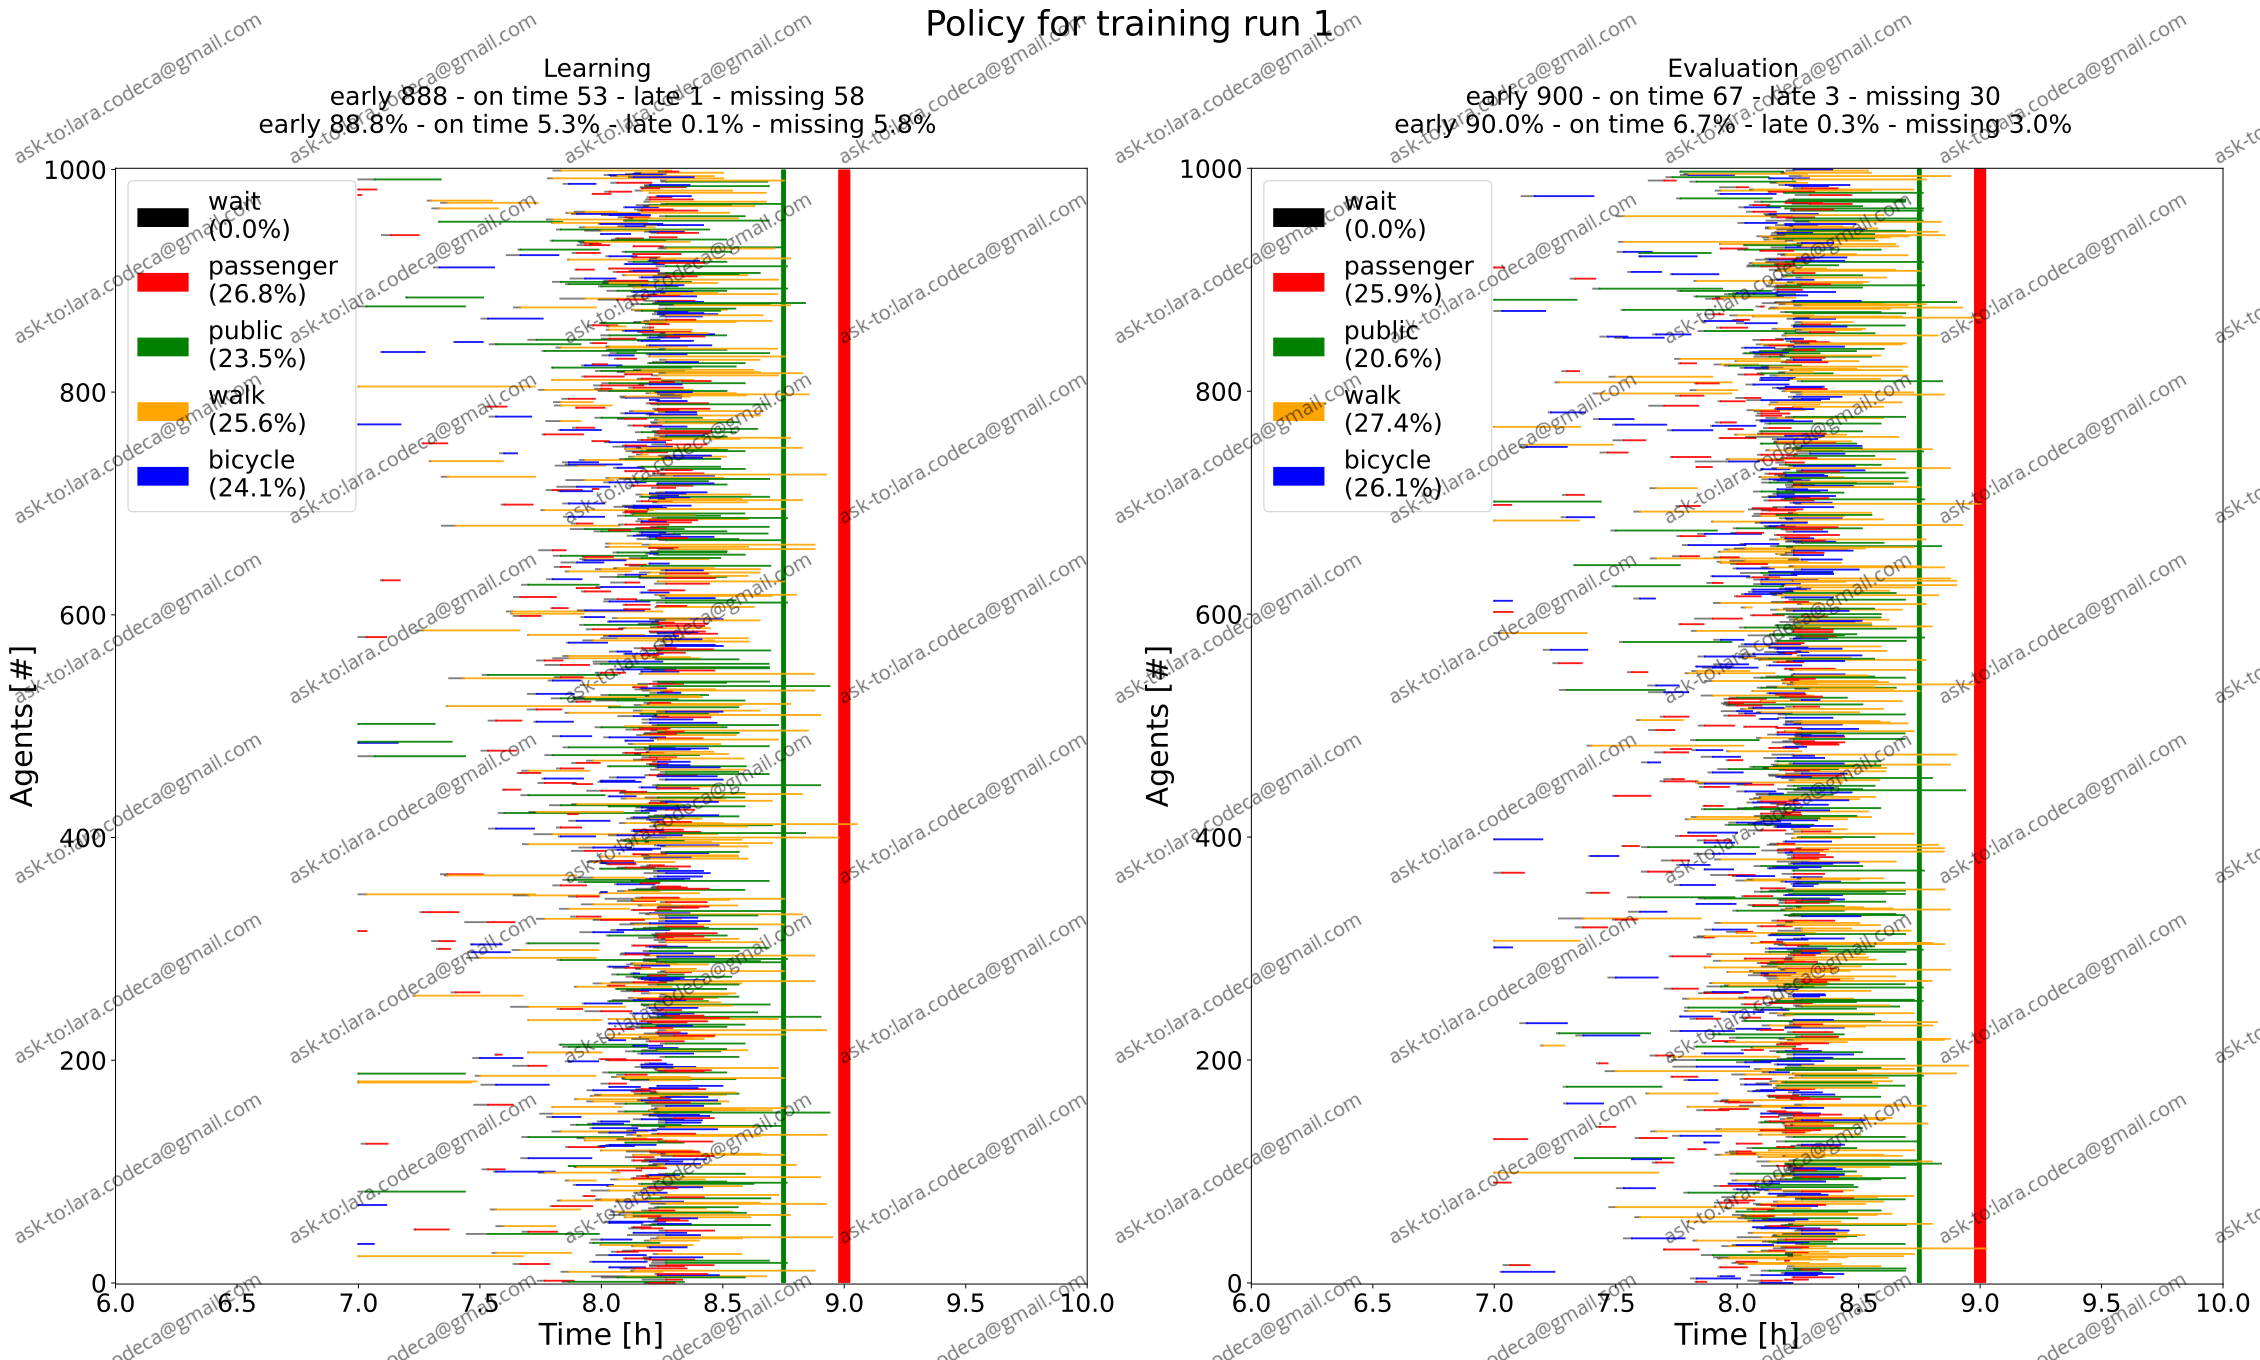 Policy for training run 1
Learning
early 888 - on time 53 - late 1 - missing 58
early 88.8% - on time 5.3% - late 0.1% - missing 5.8%
wait
(0.0%)
passenger
(26.8%)
public
(23.5%)
walk
(25.6%)
bicycle
(24.1%)
Agents [#]
1000
800
600
400
200
0
6.0 6.5 7.0 7.5 8.0 8.5 9.0 9.5 10.0
Time [h]
Evaluation
early 900 - on time 67 - late 3 - missing 30
early 90.0% - on time 6.7% - late 0.3% - missing 3.0%
wait
(0.0%)
passenger
(25.9%)
public
(20.6%)
walk
(27.4%)
bicycle
(26.1%)
Agents [#]
1000
800
600
400
200
0
6.0 6.5 7.0 7.5 8.0 8.5 9.0 9.5 10.0
Time [h]
ask-to:lara.codeca@gmail.com